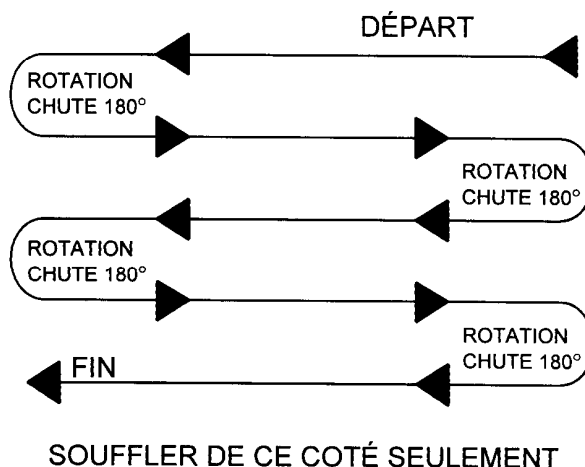 DÉPART
ROTATION
CHUTE 180°
ROTATION
CHUTE 180°
ROTATION
CHUTE 180°
ROTATION
CHUTE 180°
FIN
SOUFFLER DE CE COTÉ SEULEMENT